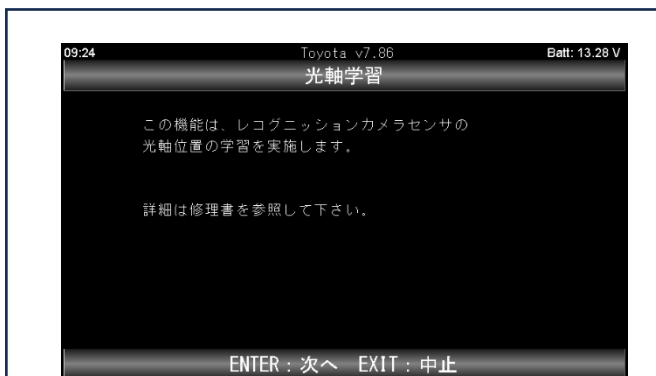 09:24 Toyota v7.86 Batt: 13.28 V
光軸学習
この機能は、レコグニッションカメラセンサの
光軸位置の学習を実施します。
詳細は修理書を参照して下さい。
ENTER：次へ EXIT：中止